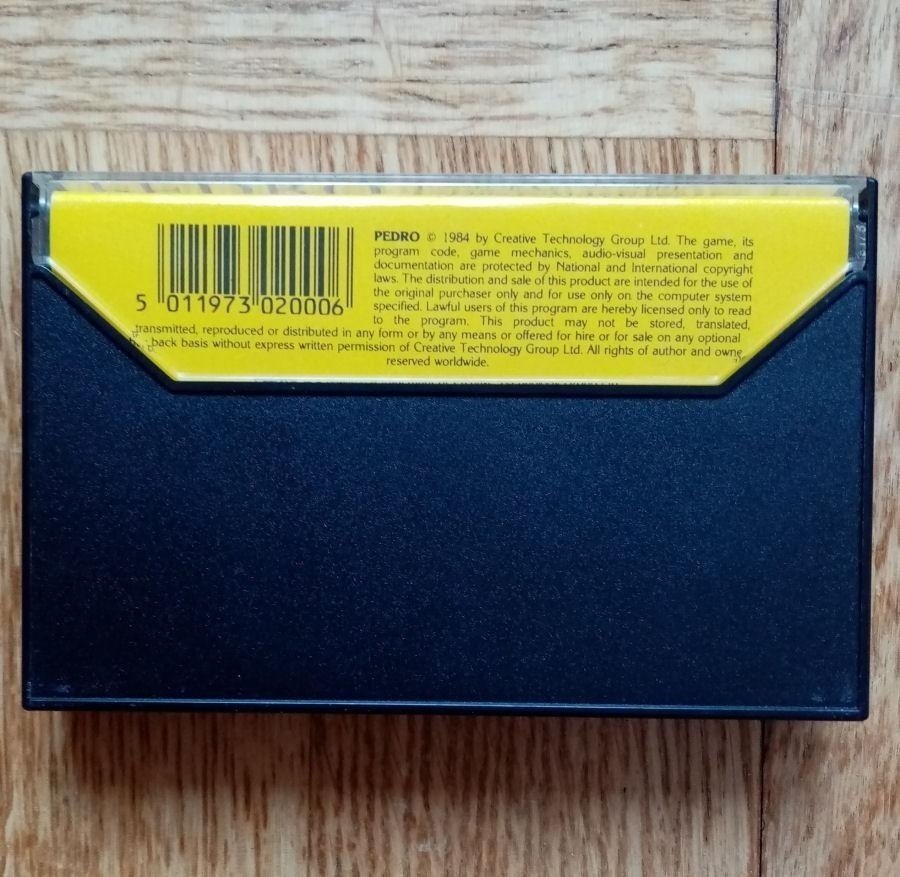 PEDRO © 1984 by Creative Technology Group Ltd. The game, its
program code, game mechanics, audio-visual presentation and
documentation are protected by National and International copyright
laws. The distribution and sale of this product are intended for the use of
the original purchaser only and for use only on the computer system
specified. Lawful users of this program are hereby licensed only to read
to the program. This product may not be stored, translated,
transmitted, reproduced or distributed in any form or by any means or offered for hire or for sale on any optional
back basis without express written permission of Creative Technology Group Ltd. All rights of author and owne
reserved worldwide.
5 011973 020006